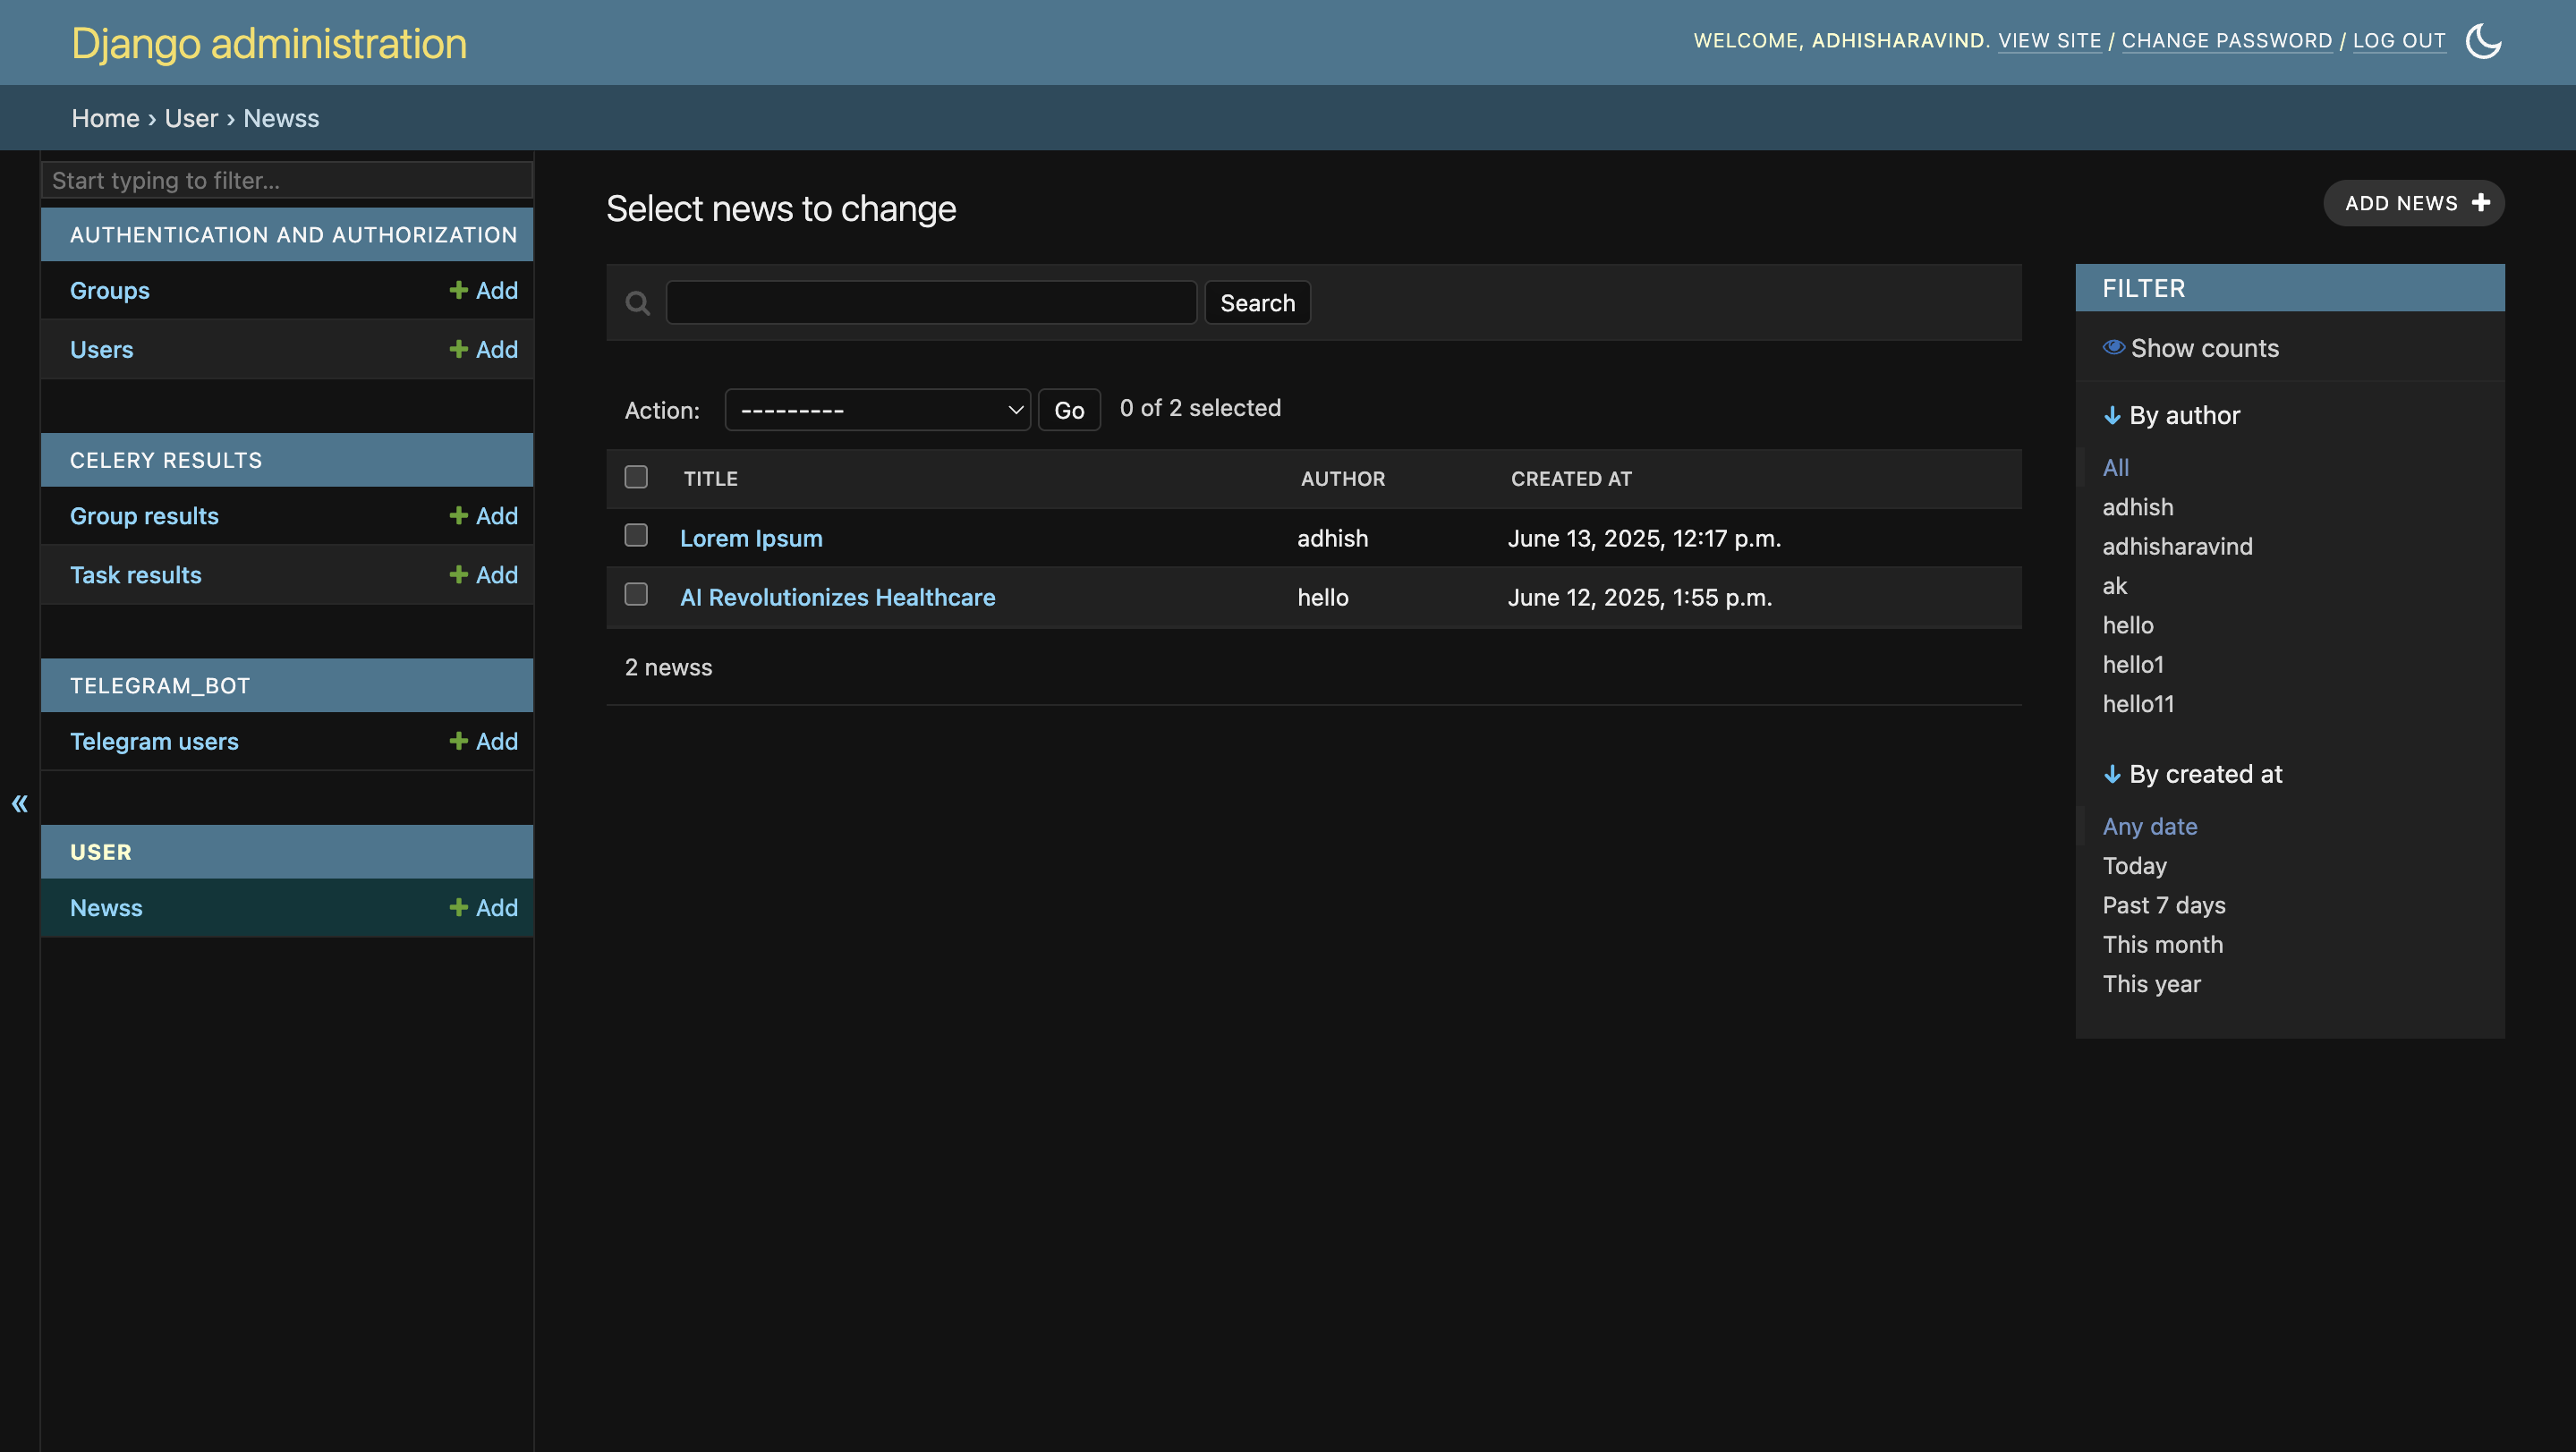 Django administration
WELCOME, ADHISHARAVIND. VIEW SITE / CHANGE PASSWORD / LOG OUT
Home › User › Newss
Start typing to filter...
AUTHENTICATION AND AUTHORIZATION
Groups + Add
Users + Add
CELERY RESULTS
Group results + Add
Task results + Add
TELEGRAM_BOT
Telegram users + Add
«
USER
Newss + Add
Select news to change
ADD NEWS +
Search
Action: --------- Go 0 of 2 selected
TITLE AUTHOR CREATED AT
Lorem Ipsum adhish June 13, 2025, 12:17 p.m.
AI Revolutionizes Healthcare hello June 12, 2025, 1:55 p.m.
2 newss
FILTER
Show counts
↓ By author
All
adhish
adhisharavind
ak
hello
hello1
hello11
↓ By created at
Any date
Today
Past 7 days
This month
This year